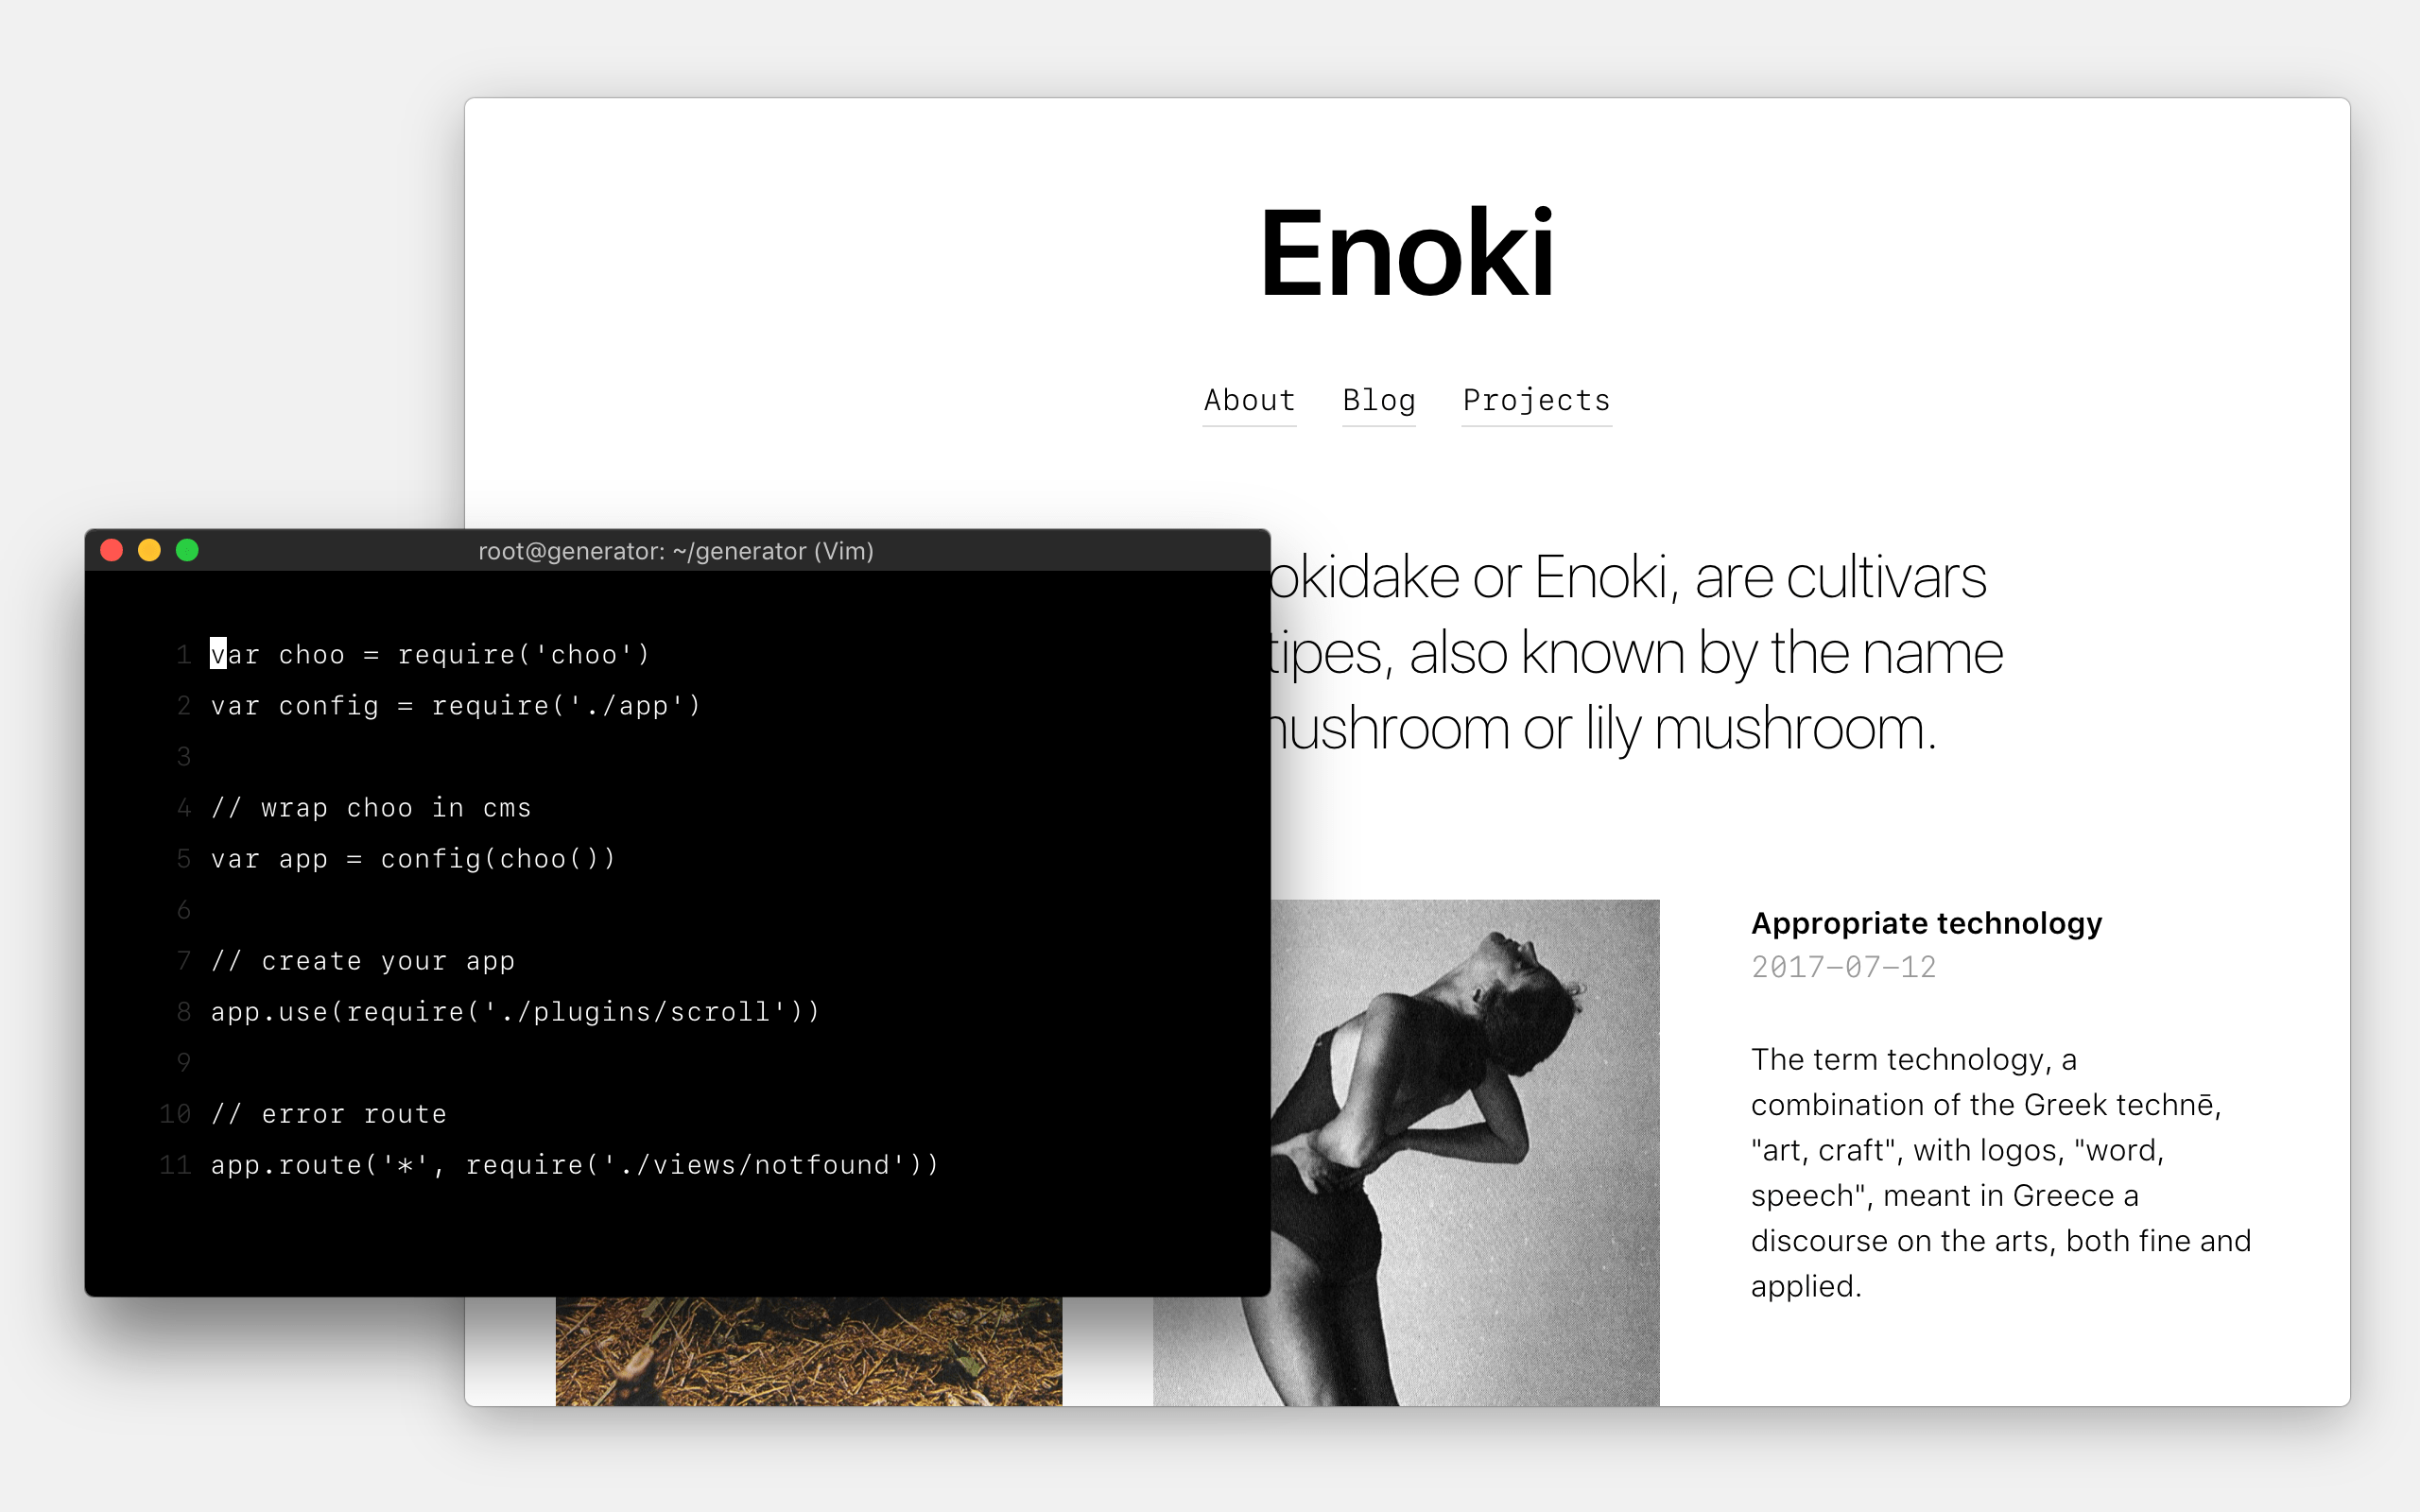 Enoki
About Blog Projects
okidake or Enoki, are cultivars
tipes, also known by the name
mushroom or lily mushroom.
root@generator: ~/generator (Vim)
1 var choo = require('choo')
2 var config = require('./app')
3
4 // wrap choo in cms
5 var app = config(choo())
6
7 // create your app
8 app.use(require('./plugins/scroll'))
9
10 // error route
11 app.route('*', require('./views/notfound'))
Appropriate technology
2017–07–12
The term technology, a
combination of the Greek technē,
"art, craft", with logos, "word,
speech", meant in Greece a
discourse on the arts, both fine and
applied.